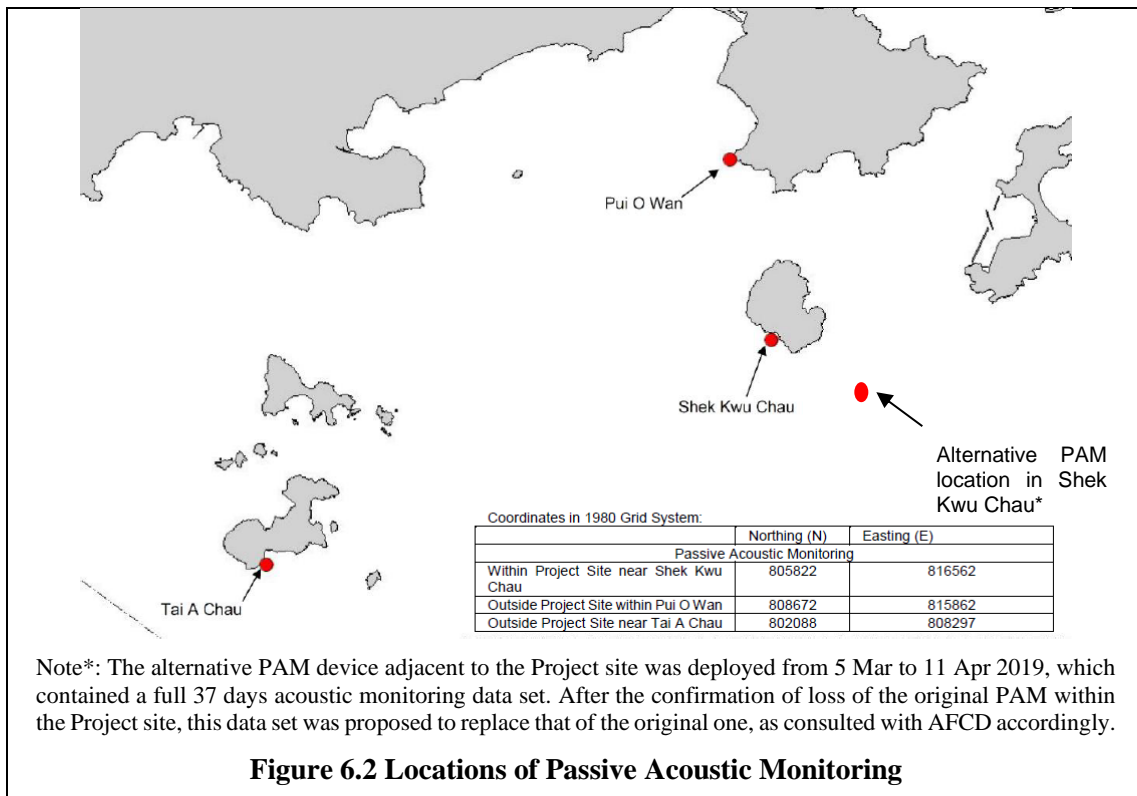 Pui O Wan
Shek Kwu Chau
Alternative PAM
location in Shek
Kwu Chau*
Tai A Chau
Coordinates in 1980 Grid System:
Northing (N) Easting (E)
Passive Acoustic Monitoring
Within Project Site near Shek Kwu 805822 816562
Chau
Outside Project Site within Pui O Wan 808672 815862
Outside Project Site near Tai A Chau 802088 808297
Note*: The alternative PAM device adjacent to the Project site was deployed from 5 Mar to 11 Apr 2019, which
contained a full 37 days acoustic monitoring data set. After the confirmation of loss of the original PAM within
the Project site, this data set was proposed to replace that of the original one, as consulted with AFCD accordingly.
Figure 6.2 Locations of Passive Acoustic Monitoring